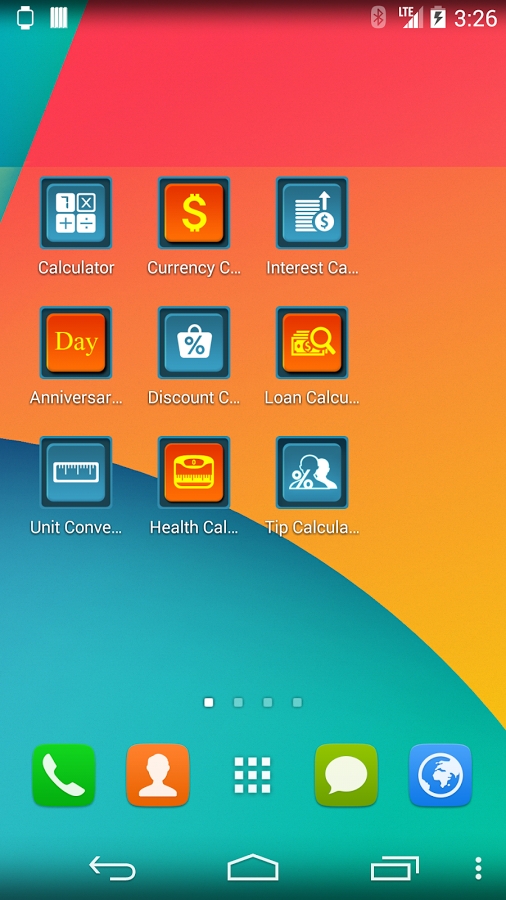 LTE 3:26
Calculator Currency C... Interest Ca...
Day
Anniversar... Discount C... Loan Calcu...
Unit Conve... Health Cal... Tip Calcula...